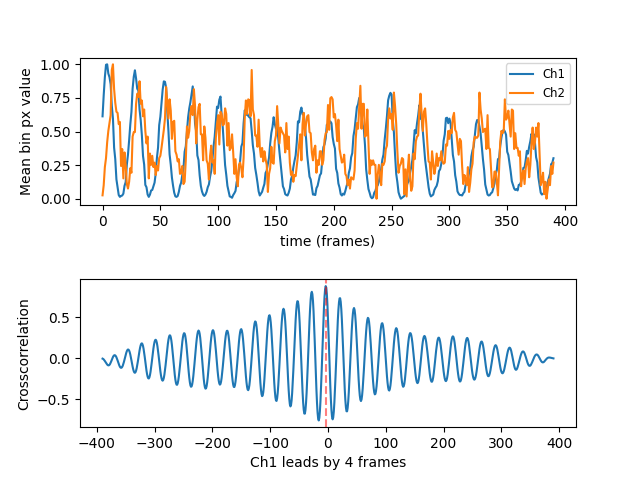 1.00
0.75
0.50
0.25
0.00
Mean bin px value
Ch1
Ch2
0 50 100 150 200 250 300 350 400
time (frames)
0.5
0.0
−0.5
Crosscorrelation
−400 −300 −200 −100 0 100 200 300 400
Ch1 leads by 4 frames